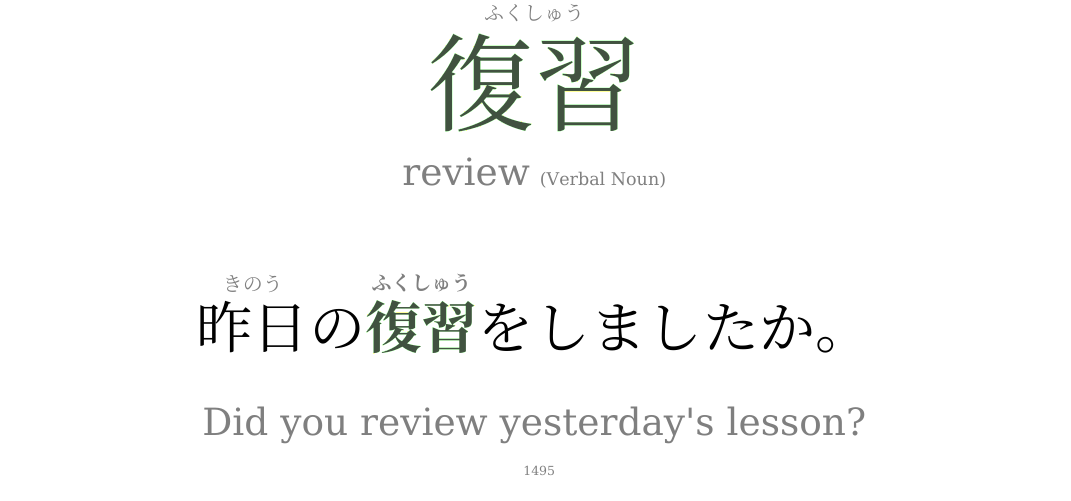 ふくしゅう
復習
review (Verbal Noun)
きのう ふくしゅう
昨日の復習をしましたか。
Did you review yesterday's lesson?
1495